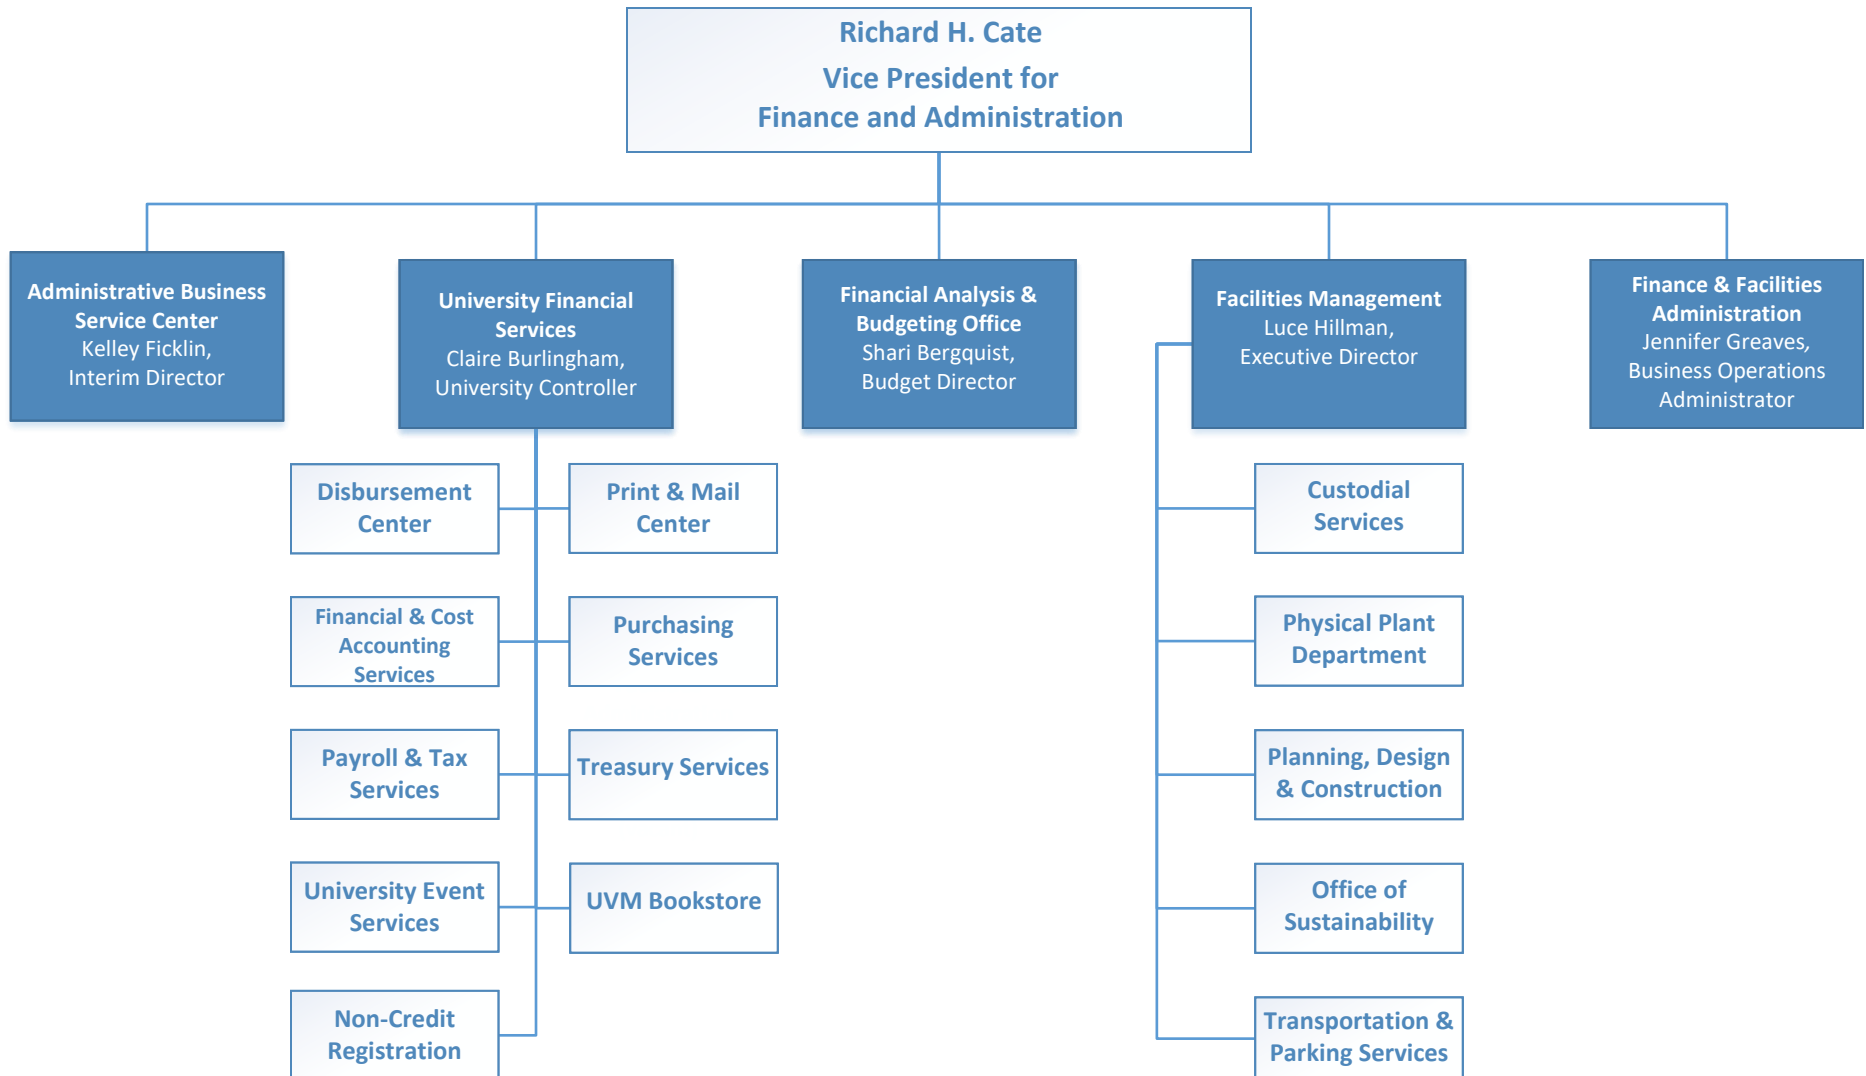 Richard H. Cate
Vice President for
Finance and Administration
Administrative Business
Service Center
Kelley Ficklin,
Interim Director
University Financial
Services
Claire Burlingham,
University Controller
Financial Analysis &
Budgeting Office
Shari Bergquist,
Budget Director
Facilities Management
Luce Hillman,
Executive Director
Finance & Facilities
Administration
Jennifer Greaves,
Business Operations
Administrator
Disbursement
Center
Print & Mail
Center
Financial & Cost
Accounting
Services
Purchasing
Services
Payroll & Tax
Services
Treasury Services
University Event
Services
UVM Bookstore
Non-Credit
Registration
Custodial
Services
Physical Plant
Department
Planning, Design
& Construction
Office of
Sustainability
Transportation &
Parking Services